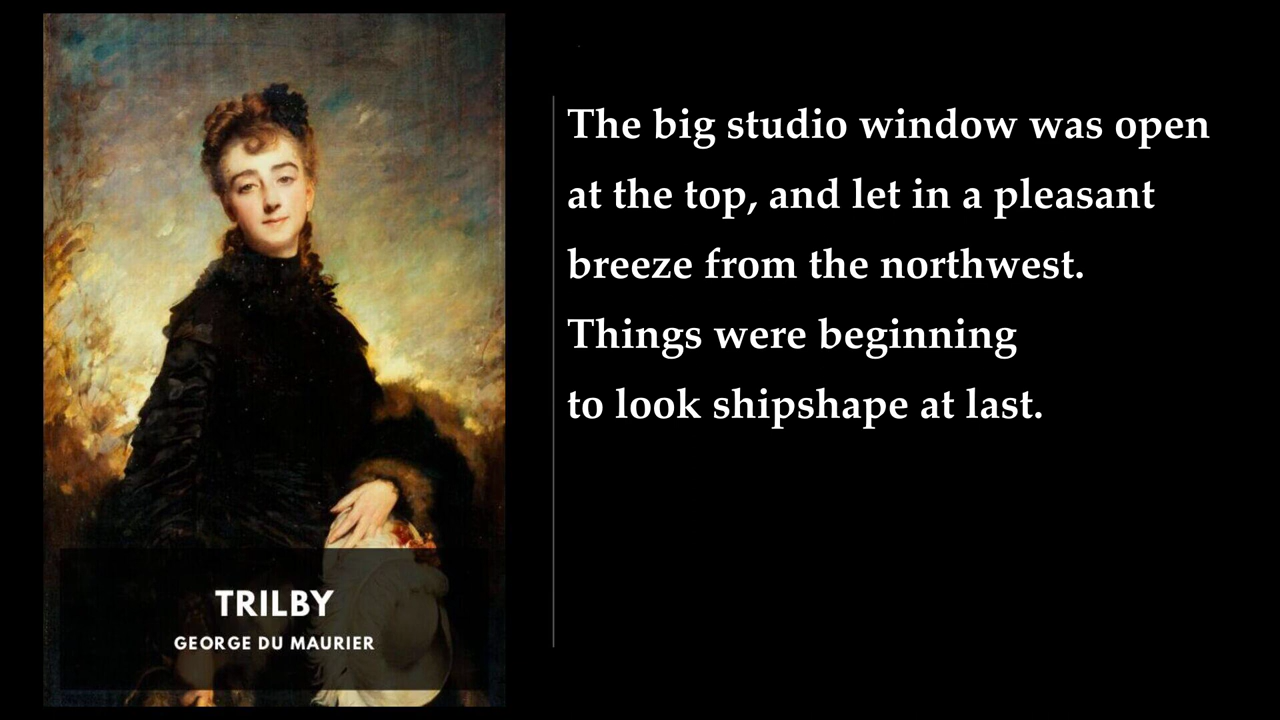 TRILBY
GEORGE DU MAURIER
The big studio window was open
at the top, and let in a pleasant
breeze from the northwest.
Things were beginning
to look shipshape at last.